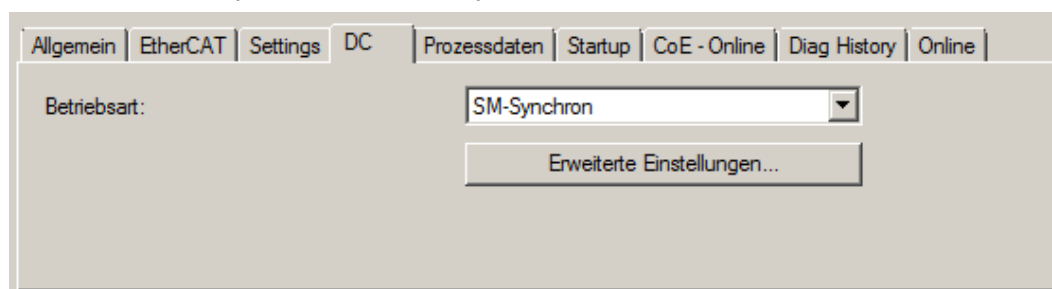 Allgemein EtherCAT Settings DC Prozessdaten Startup CoE - Online Diag History Online
Betriebsart: SM-Synchron
Erweiterte Einstellungen...